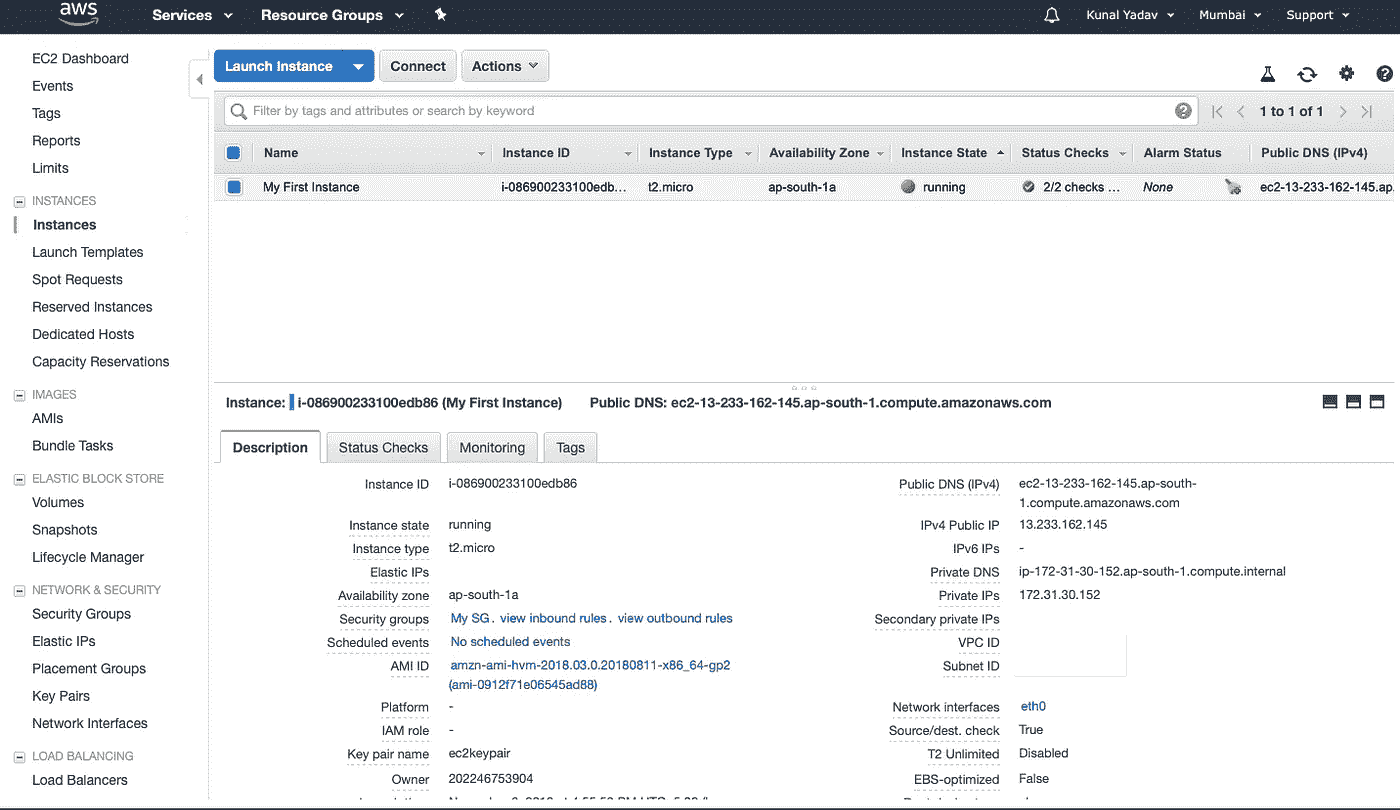 aws Services Resource Groups Kunal Yadav Mumbai Support
EC2 Dashboard
Events
Tags
Reports
Limits
INSTANCES
Instances
Launch Templates
Spot Requests
Reserved Instances
Dedicated Hosts
Capacity Reservations
IMAGES
AMIs
Bundle Tasks
ELASTIC BLOCK STORE
Volumes
Snapshots
Lifecycle Manager
NETWORK & SECURITY
Security Groups
Elastic IPs
Placement Groups
Key Pairs
Network Interfaces
LOAD BALANCING
Load Balancers
Launch Instance Connect Actions
Filter by tags and attributes or search by keyword 1 to 1 of 1
Name Instance ID Instance Type Availability Zone Instance State Status Checks Alarm Status Public DNS (IPv4)
My First Instance i-086900233100edb... t2.micro ap-south-1a running 2/2 checks ... None ec2-13-233-162-145.ap.
Instance: i-086900233100edb86 (My First Instance) Public DNS: ec2-13-233-162-145.ap-south-1.compute.amazonaws.com
Description Status Checks Monitoring Tags
Instance ID i-086900233100edb86
Instance state running
Instance type t2.micro
Elastic IPs
Availability zone ap-south-1a
Security groups My SG. view inbound rules. view outbound rules
Scheduled events No scheduled events
AMI ID amzn-ami-hvm-2018.03.0.20180811-x86_64-gp2
(ami-0912f71e06545ad88)
Platform -
IAM role -
Key pair name ec2keypair
Owner 202246753904
Public DNS (IPv4) ec2-13-233-162-145.ap-south-
1.compute.amazonaws.com
IPv4 Public IP 13.233.162.145
IPv6 IPs -
Private DNS ip-172-31-30-152.ap-south-1.compute.internal
Private IPs 172.31.30.152
Secondary private IPs
VPC ID
Subnet ID
Network interfaces eth0
Source/dest. check True
T2 Unlimited Disabled
EBS-optimized False